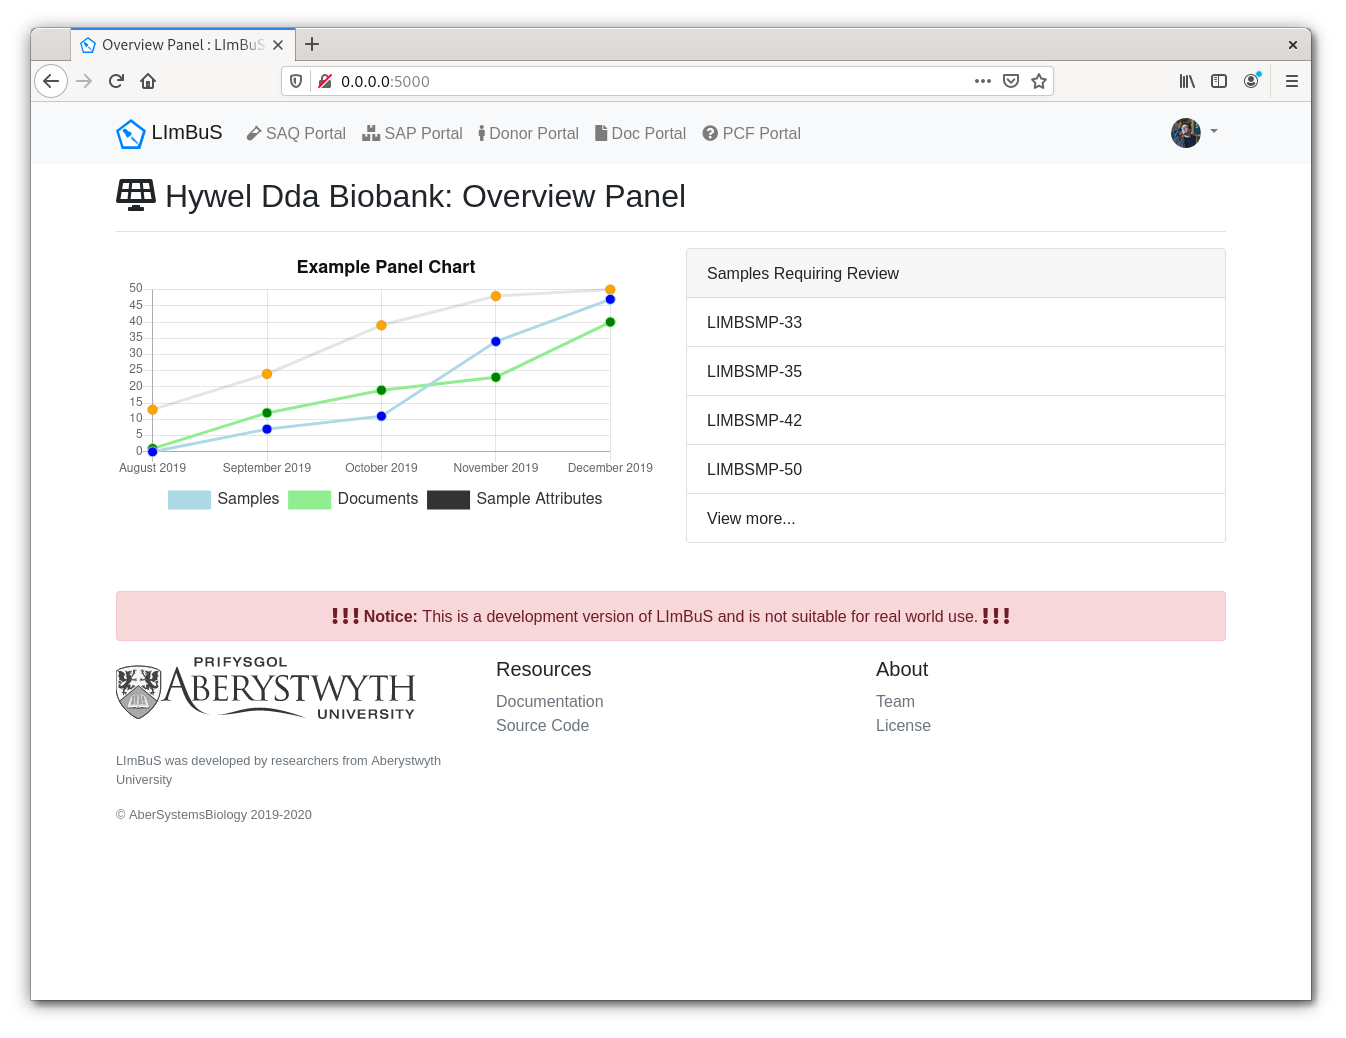 Overview Panel : LImBuS
0.0.0.0:5000
LImBuS SAQ Portal SAP Portal Donor Portal Doc Portal PCF Portal
Hywel Dda Biobank: Overview Panel
Example Panel Chart
50
45
40
35
30
25
20
15
10
5
0
August 2019 September 2019 October 2019 November 2019 December 2019
Samples Documents Sample Attributes
Samples Requiring Review
LIMBSMP-33
LIMBSMP-35
LIMBSMP-42
LIMBSMP-50
View more...
!!! Notice: This is a development version of LImBuS and is not suitable for real world use. !!!
PRIFYSGOL
ABERYSTWYTH
UNIVERSITY
LImBuS was developed by researchers from Aberystwyth
University
© AberSystemsBiology 2019-2020
Resources
Documentation
Source Code
About
Team
License